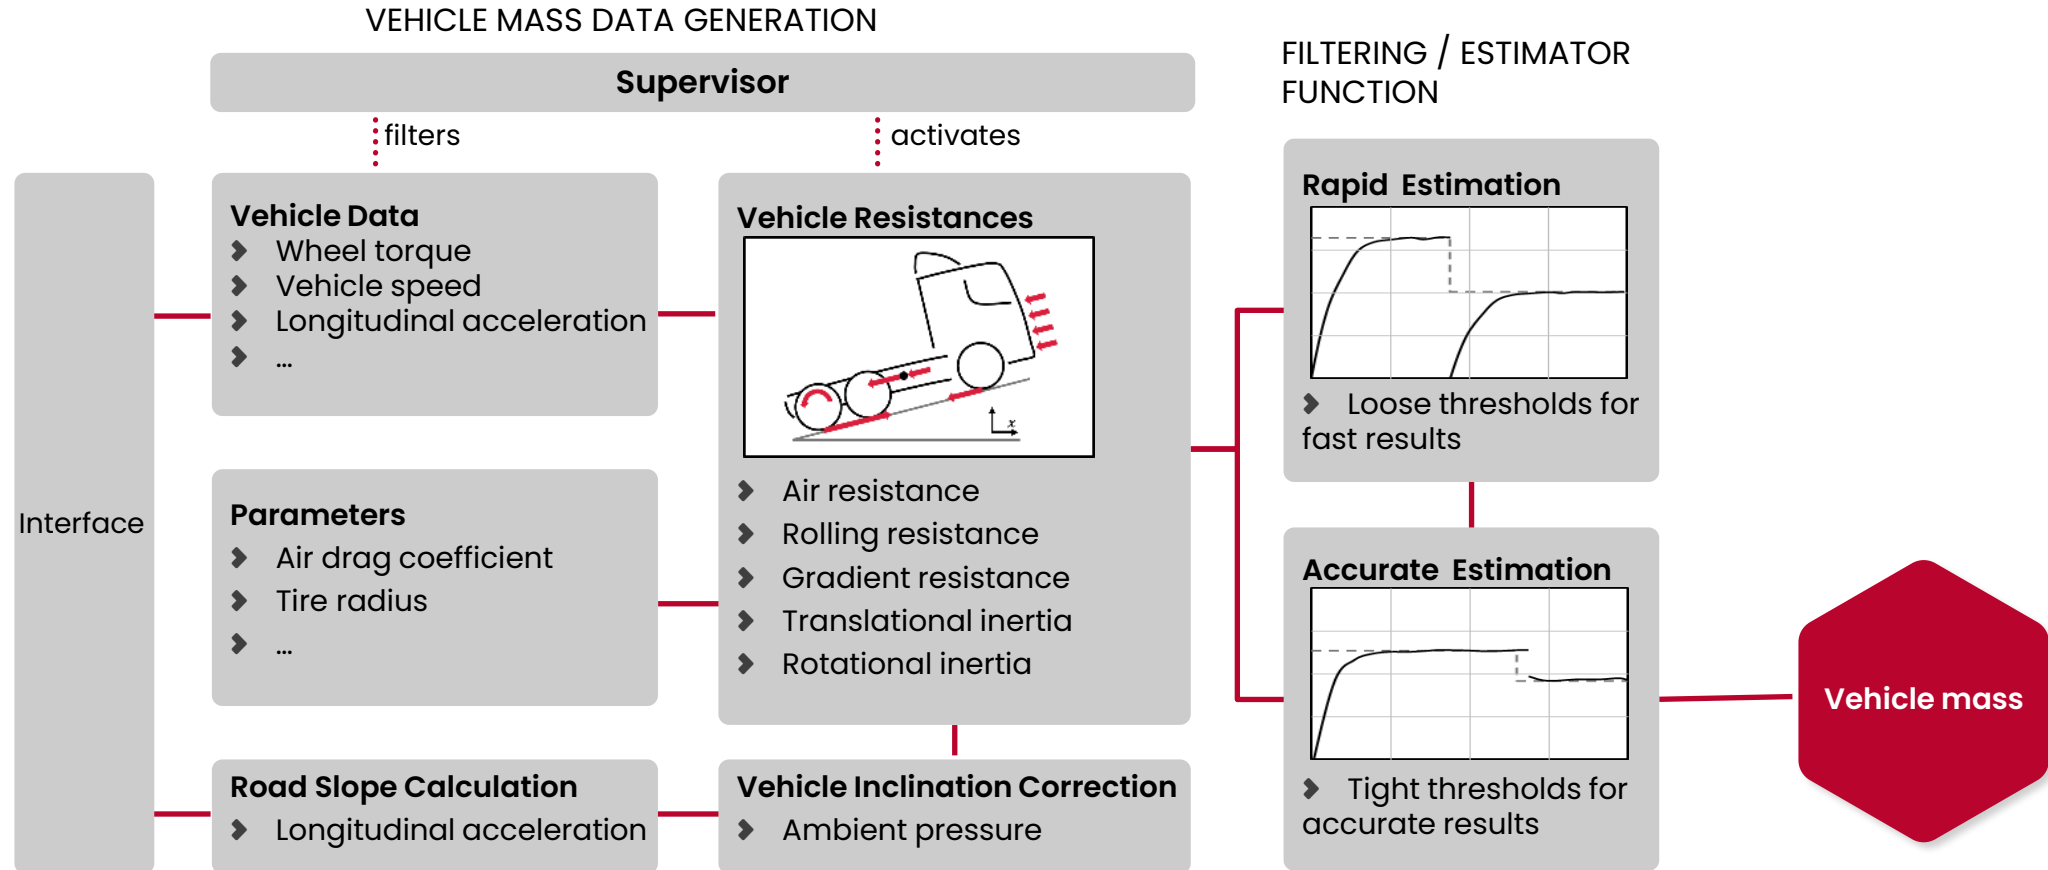 VEHICLE MASS DATA GENERATION
Supervisor
filters
activates
Interface
Vehicle Data
Wheel torque
Vehicle speed
Longitudinal acceleration
...
Parameters
Air drag coefficient
Tire radius
...
Road Slope Calculation
Longitudinal acceleration
Vehicle Resistances
x
Air resistance
Rolling resistance
Gradient resistance
Translational inertia
Rotational inertia
Vehicle Inclination Correction
Ambient pressure
FILTERING / ESTIMATOR
FUNCTION
Rapid Estimation
Loose thresholds for
fast results
Accurate Estimation
Tight thresholds for
accurate results
Vehicle mass